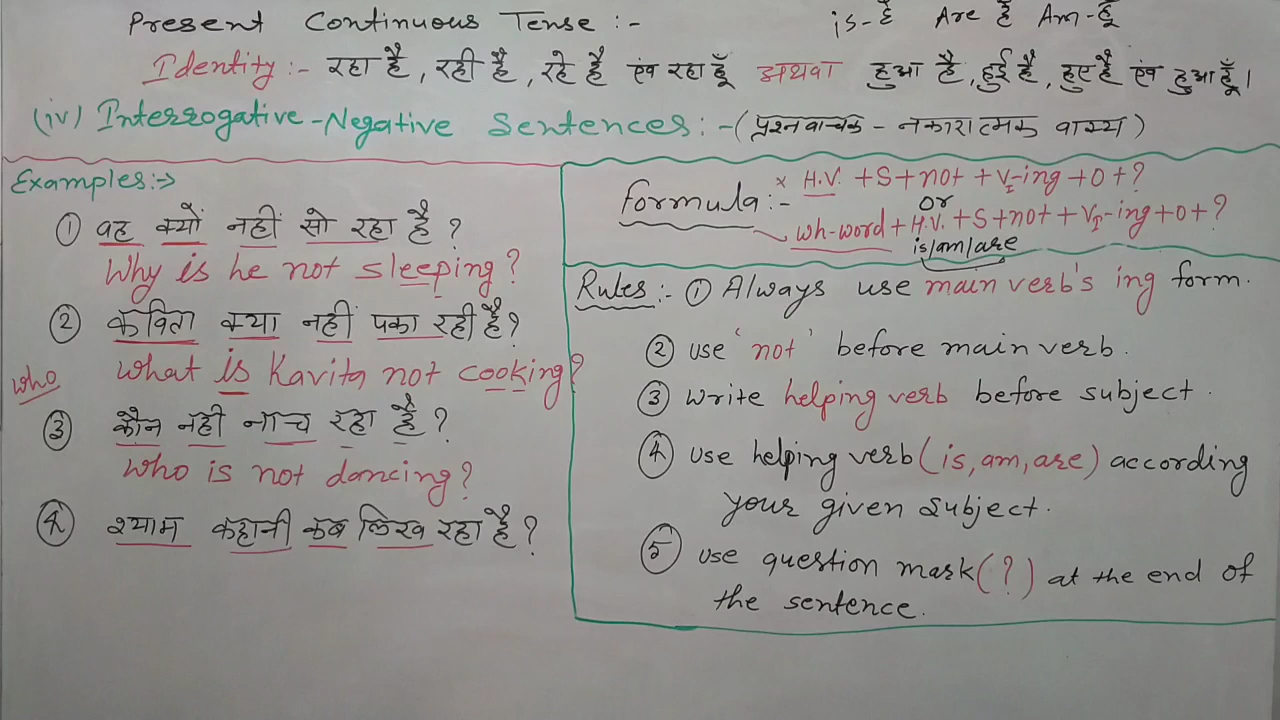 Present Continuous Tense :- is-है Are हैं Am-हूँ
Identity :- रहा है, रही है, रहे है एंव रहा हूँ अथवा हुआ है, हुई है, हुए है एंव हुआ हूँ।
(iv) Interrogative-Negative Sentences :- (प्रश्नवाचक - नकारात्मक वाक्य)
Examples:->
① वह क्यों नहीं सो रहा है ?
Why is he not sleeping ?
② कविता क्या नहीं पका रही है ?
What is Kavita not cooking ?
who
③ कौन नही नाच रहा है ?
Who is not dancing ?
④ श्याम कहानी कब लिख रहा है ?
Formula :- × H.V. + S + not + V1-ing + O + ?
or
wh-word + H.V. + S + not + V1-ing + O + ?
is/am/are
Rules :- ① Always use main verb's ing form.
② use 'not' before main verb.
③ write helping verb before subject.
④ Use helping verb (is, am, are) according
your given subject.
⑤ Use question mark (?) at the end of
the sentence.